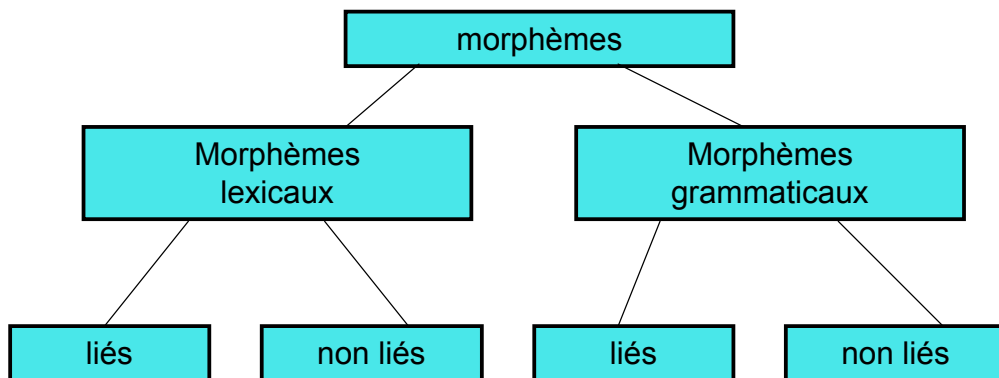 morphèmes
Morphèmes
lexicaux
Morphèmes
grammaticaux
liés
non liés
liés
non liés